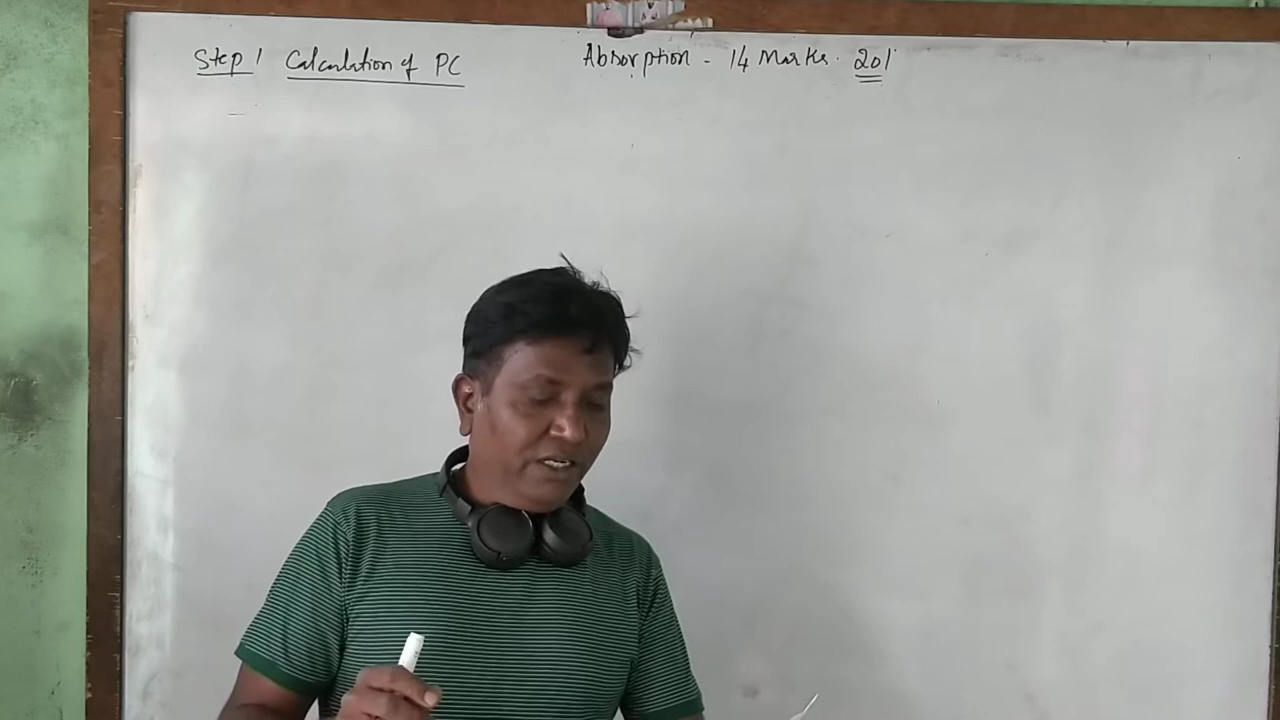 Step 1 Calculation of PC
Absorption - 14 Marks. 201